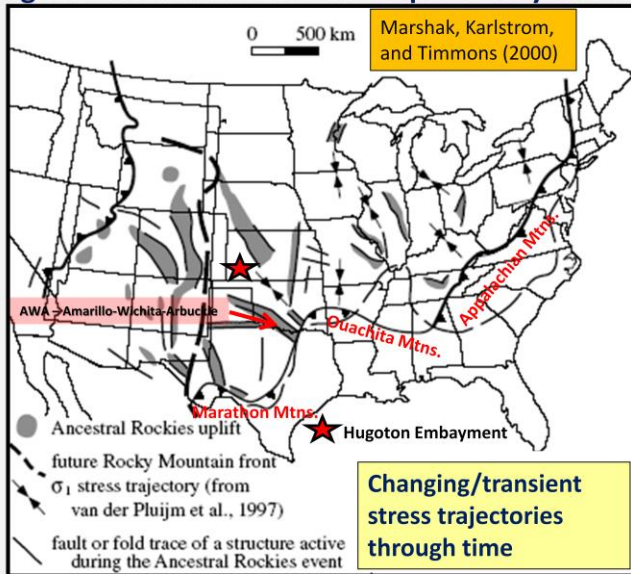 0 500 km
Marshak, Karlstrom,
and Timmons (2000)
Appalachian Mtns.
AWA –>Amarillo-Wichita-Arbuckle
Ouachita Mtns.
Marathon Mtns.
Hugoton Embayment
Ancestral Rockies uplift
future Rocky Mountain front
σ1 stress trajectory (from
van der Pluijm et al., 1997)
fault or fold trace of a structure active
during the Ancestral Rockies event
Changing/transient
stress trajectories
through time